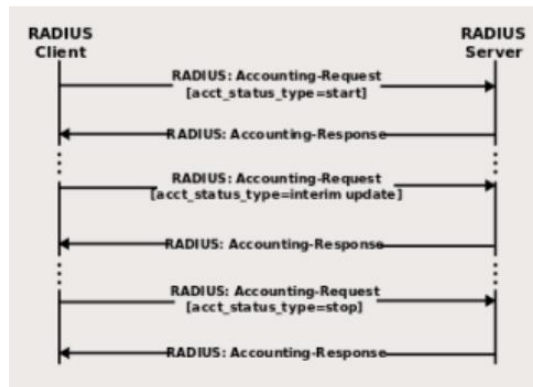 RADIUS
Client
RADIUS
Server
RADIUS: Accounting-Request
[acct_status_type=start]
RADIUS: Accounting-Response
RADIUS: Accounting-Request
[acct_status_type=interim update]
RADIUS: Accounting-Response
RADIUS: Accounting-Request
[acct_status_type=stop]
RADIUS: Accounting-Response